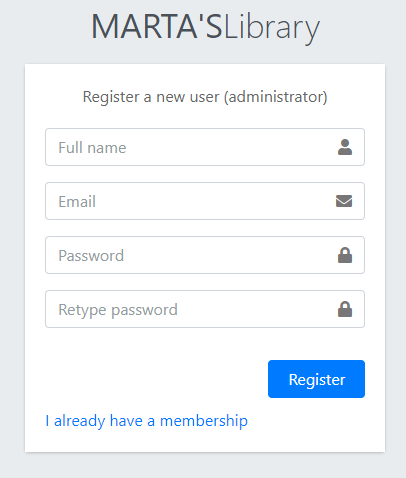 MARTA'SLibrary
Register a new user (administrator)
Full name
Email
Password
Retype password
Register
I already have a membership